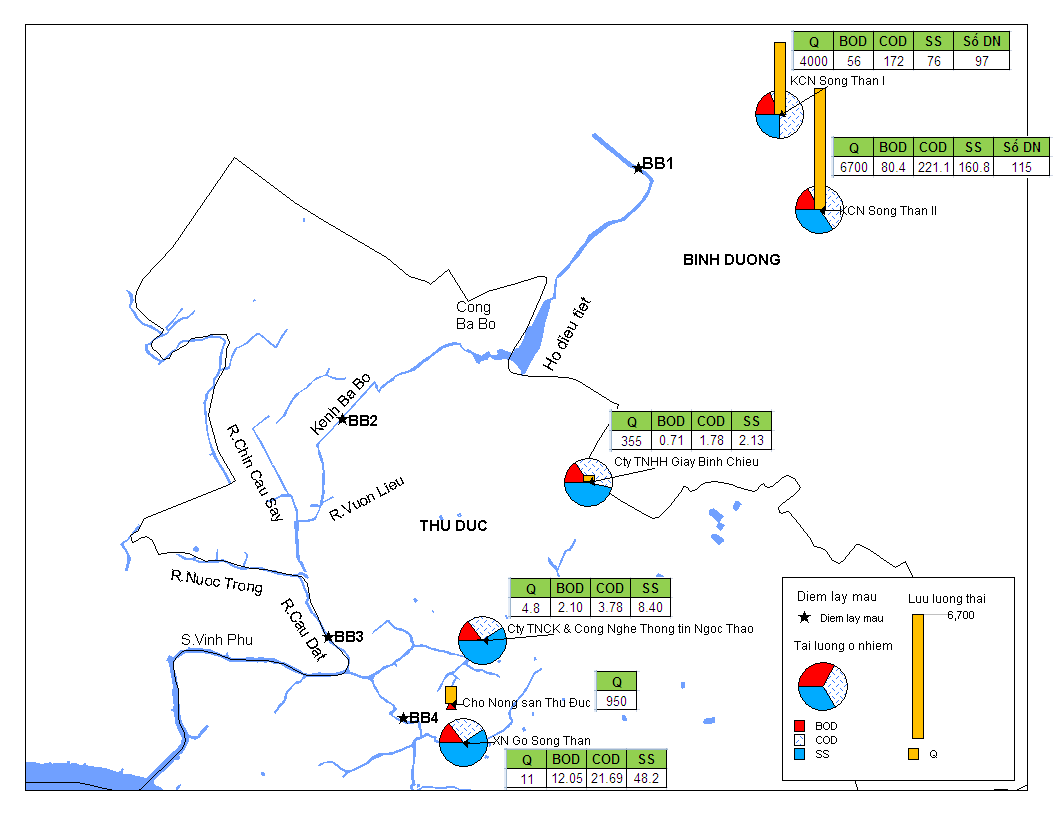 Q BOD COD SS Số DN
4000 56 172 76 97
KCN Song Than I
Q BOD COD SS Số DN
6700 80.4 221.1 160.8 115
KCN Song Than II
BB1
BINH DUONG
Cong
Ba Bo
Ho dieu tiet
Kenh Ba Bo
BB2
R.Chin Cau Say
R.Vuon Lieu
Q BOD COD SS
355 0.71 1.78 2.13
Cty TNHH Giay Binh Chieu
THU DUC
R.Nuoc Trong
R.Cau Dat
S.Vinh Phu
BB3
Q BOD COD SS
4.8 2.10 3.78 8.40
Cty TNCK & Cong Nghe Thong tin Ngoc Thao
Q
950
Cho Nong san Thủ Đuc
BB4
XN Go Song Than
Q BOD COD SS
11 12.05 21.69 48.2
Diem lay mau
Diem lay mau
Tai luong o nhiem
BOD
COD
SS
Luu luong thai
6,700
Q